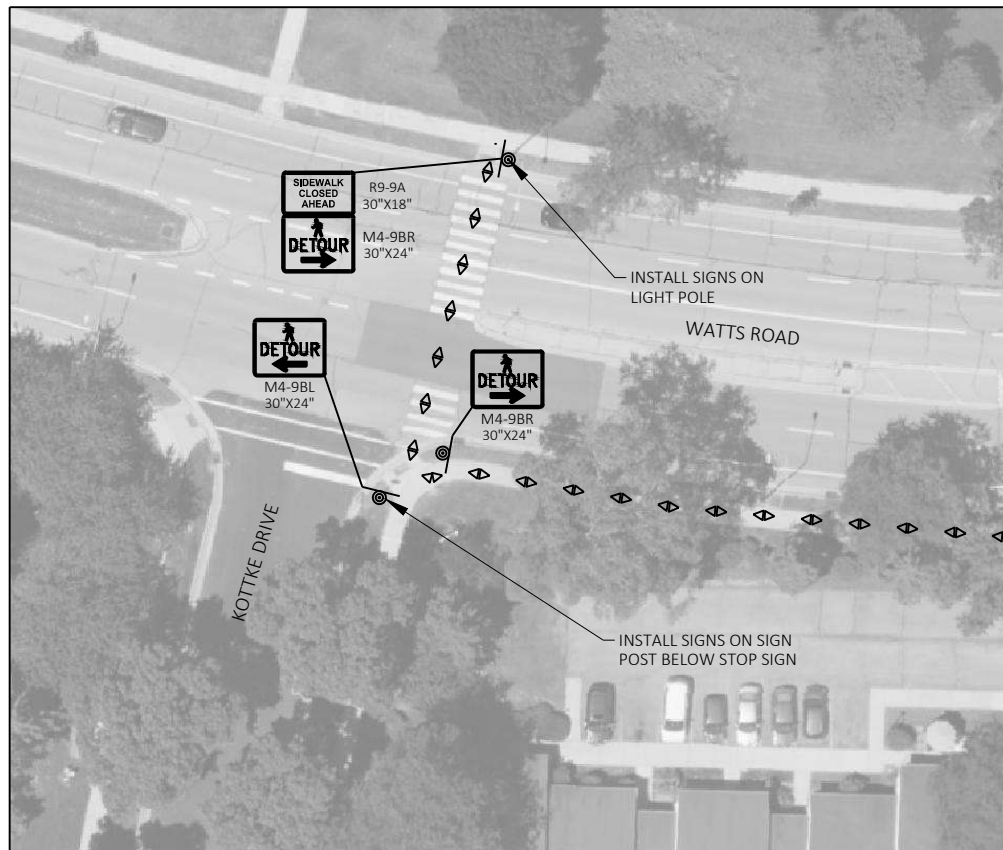 SIDEWALK
CLOSED
AHEAD
R9-9A
30"X18"
DETOUR
M4-9BR
30"X24"
INSTALL SIGNS ON
LIGHT POLE
WATTS ROAD
DETOUR
M4-9BL
30"X24"
DETOUR
M4-9BR
30"X24"
KOTTKE DRIVE
INSTALL SIGNS ON SIGN
POST BELOW STOP SIGN